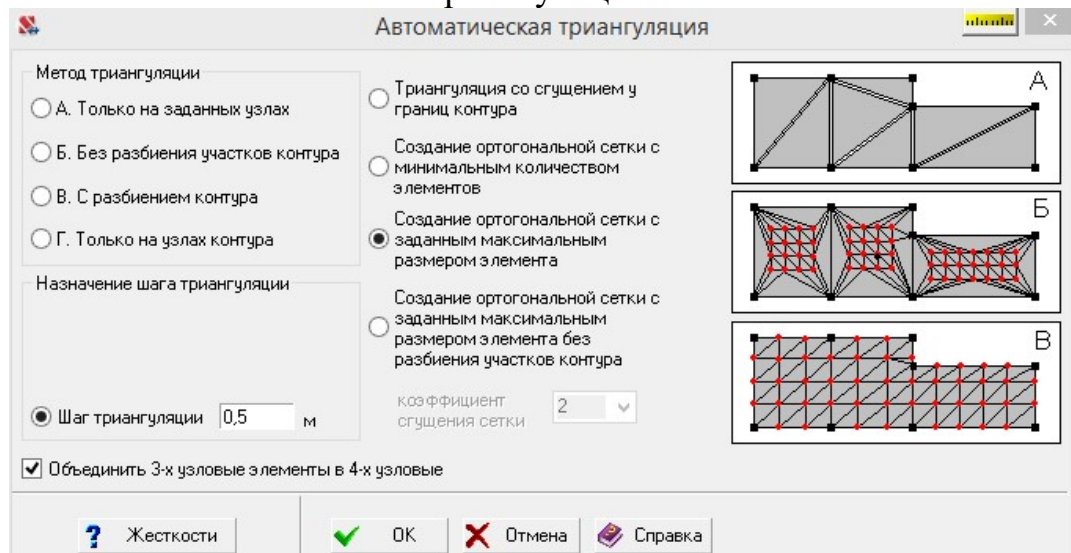 Автоматическая триангуляция
Метод триангуляции
А. Только на заданных узлах
Б. Без разбиения участков контура
В. С разбиением контура
Г. Только на узлах контура
Назначение шага триангуляции
Шаг триангуляции 0,5 м
Триангуляция со сгущением у
границ контура
Создание ортогональной сетки с
минимальным количеством
элементов
Создание ортогональной сетки с
заданным максимальным
размером элемента
Создание ортогональной сетки с
заданным максимальным
размером элемента без
разбиения участков контура
коэффициент
сгущения сетки
2
А
Б
В
Объединить 3-х узловые элементы в 4-х узловые
? Жесткости
ОК
Отмена
Справка